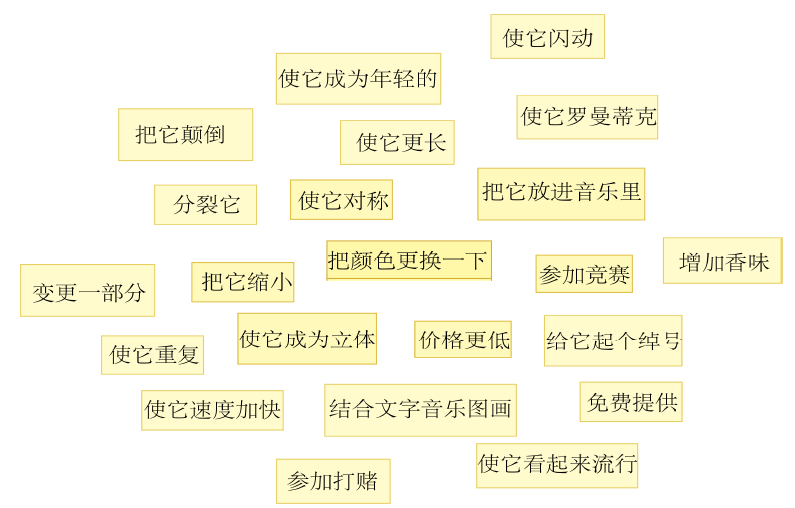 使它闪动
使它成为年轻的
使它罗曼蒂克
把它颠倒
使它更长
把它放进音乐里
分裂它
使它对称
把颜色更换一下
增加香味
变更一部分
把它缩小
参加竞赛
使它成为立体
价格更低
给它起个绰号
使它重复
使它速度加快
结合文字音乐图画
免费提供
使它看起来流行
参加打赌